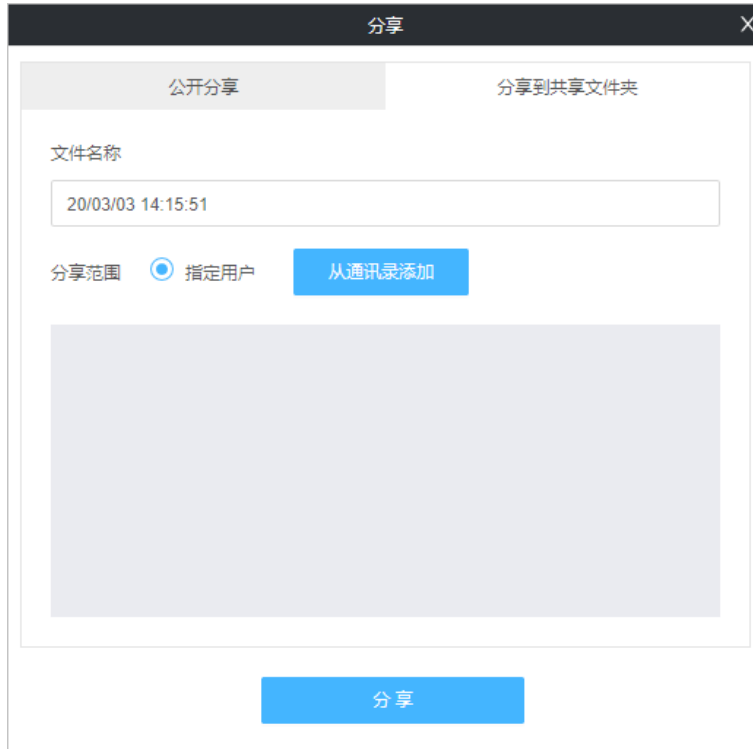 分享 X
公开分享 分享到共享文件夹
文件名称
20/03/03 14:15:51
分享范围 指定用户 从通讯录添加
分享